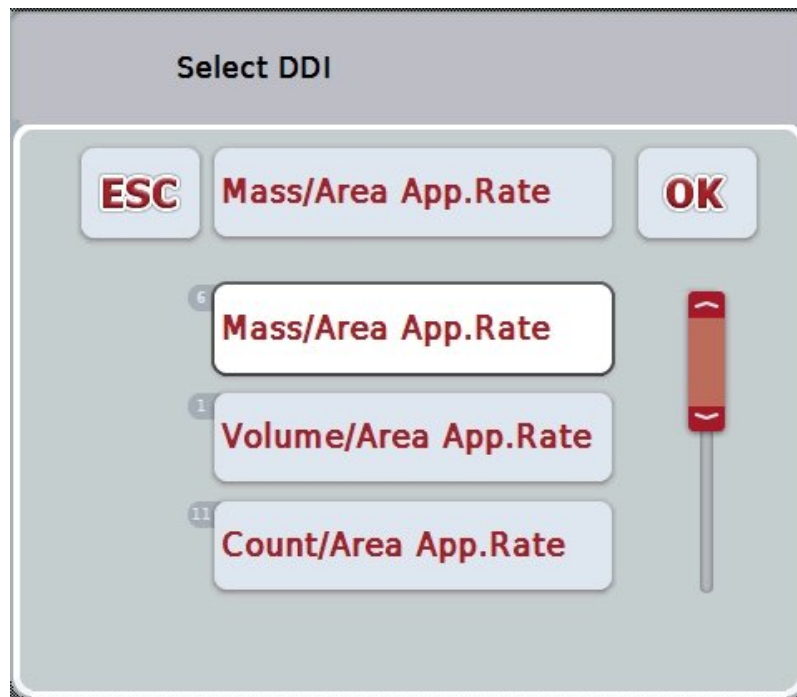 Select DDI
ESC Mass/Area App.Rate OK
6
Mass/Area App.Rate
1
Volume/Area App.Rate
11
Count/Area App.Rate